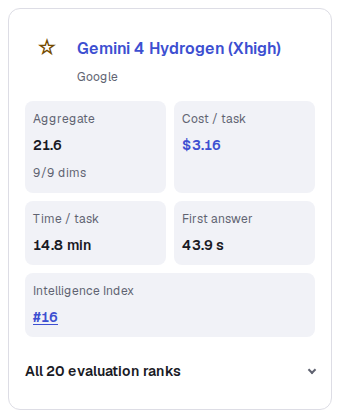 Gemini 4 Hydrogen (Xhigh)
Google
Aggregate
21.6
9/9 dims
Cost / task
$3.16
Time / task
14.8 min
First answer
43.9 s
Intelligence Index
#16
All 20 evaluation ranks